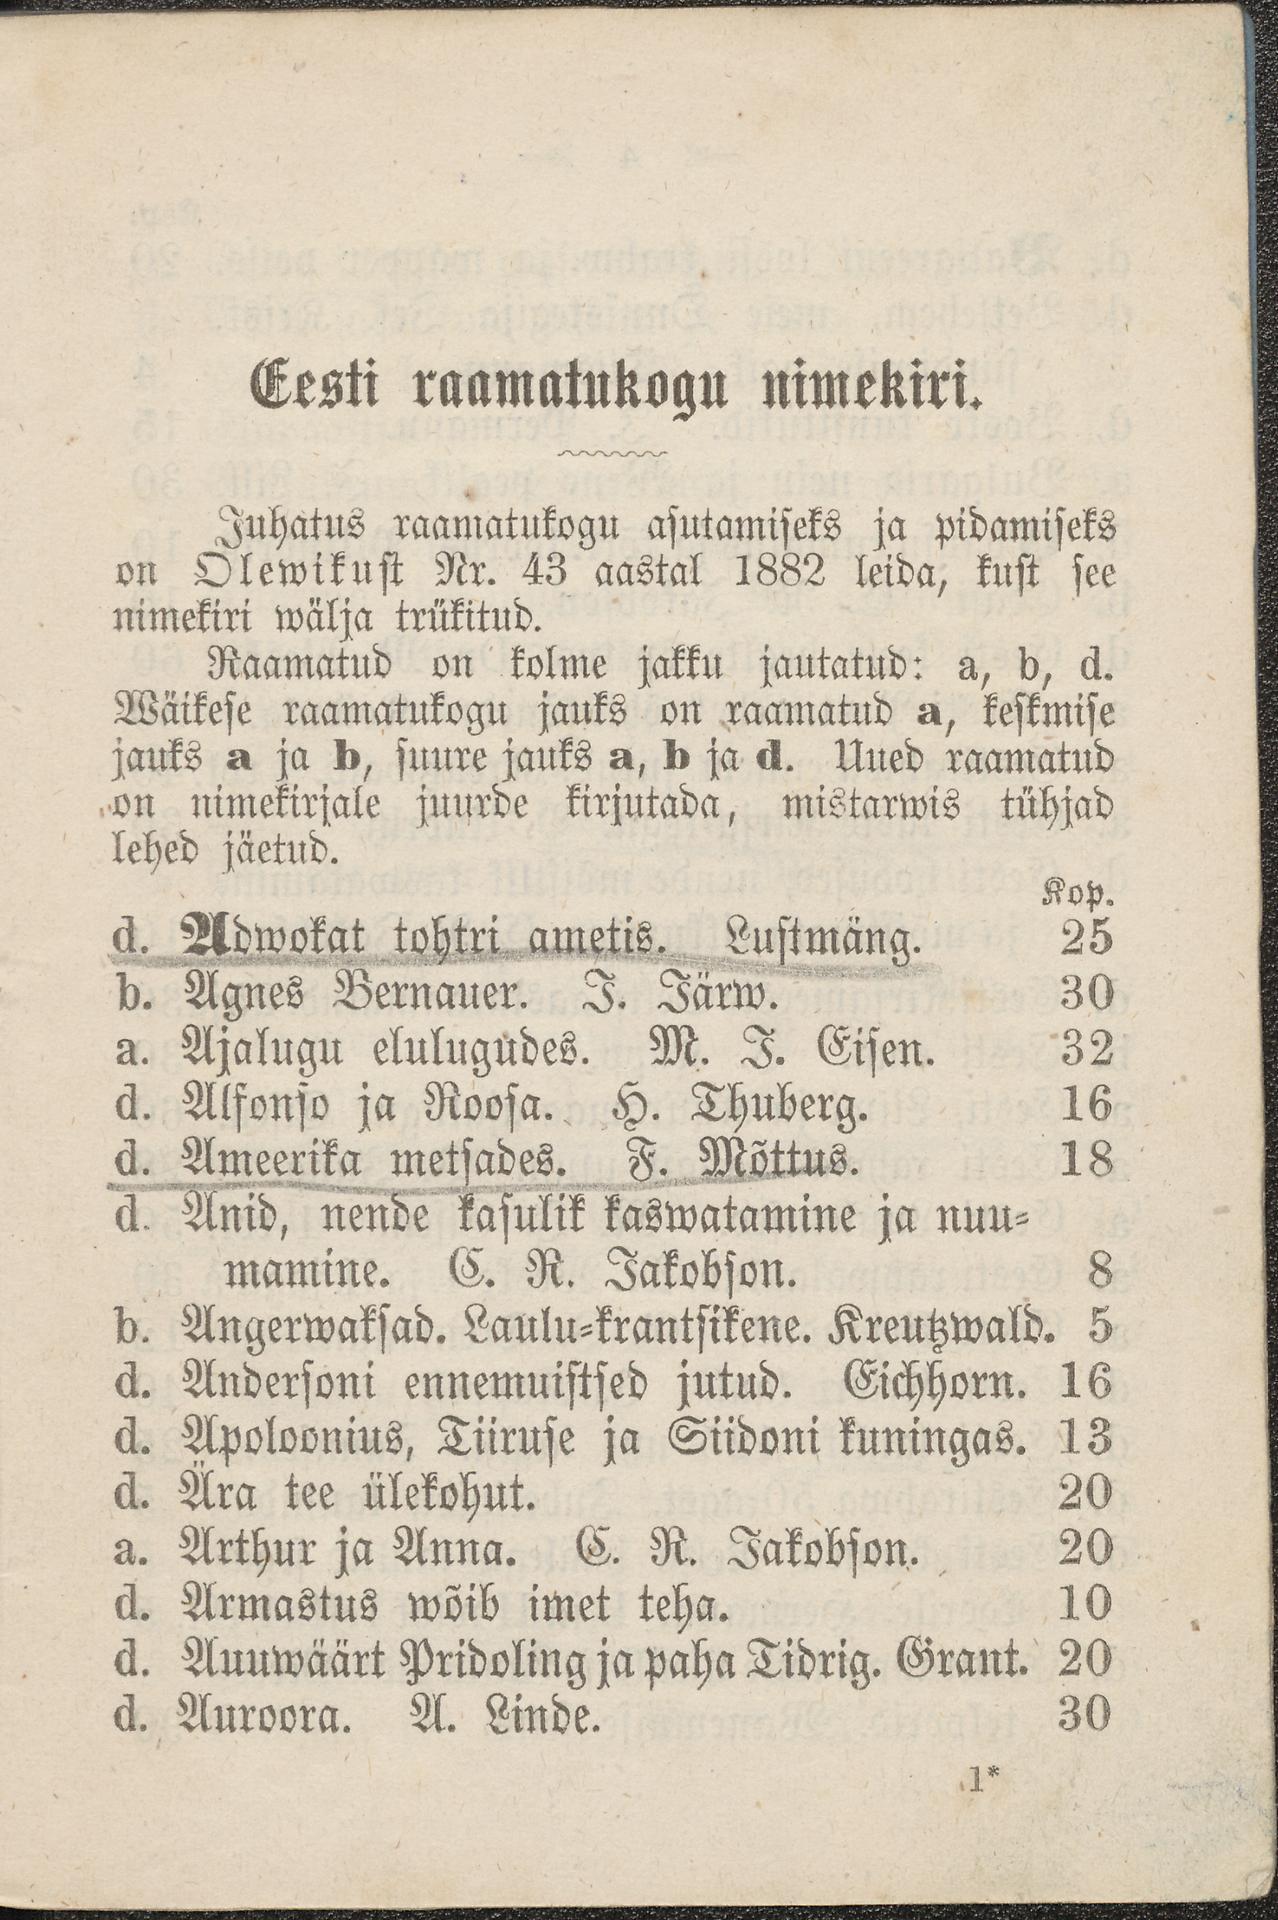 Eesti raamatukogu nimekiri.
Juhatus raamatukogu asutamiseks ja pidamiseks
on Olewikust Nr. 43 aastal 1882 leida, kust see
nimekiri wälja trükitud.
Raamatud on kolme jakku jautatud: a, b, d.
Wäikese raamatukogu jauks on raamatud a, keskmise
jauks a ja b, suure jauks a, b ja d. Uued raamatud
on nimekirjale juurde kirjutada, mistarwis tühjad
lehed jäetud.
Kop.
d. Adwokat tohtri ametis. Lustmäng. 25
b. Agnes Bernauer. J. Järw. 30
a. Ajalugu elulugudes. M. J. Eisen. 32
d. Alfonso ja Roosa. H. Thuberg. 16
d. Ameerika metsades. F. Mõttus. 18
d. Anid, nende kasulik kaswatamine ja nuu-
mamine. C. R. Jakobson. 8
b. Angerwaksad. Laulu-krantsikene. Kreutzwald. 5
d. Andersoni ennemuistsed jutud. Eichhorn. 16
d. Apoloonius, Tiiruse ja Siidoni kuningas. 13
d. Ära tee ülekohut. 20
a. Arthur ja Anna. C. R. Jakobson. 20
d. Armastus wõib imet teha. 10
d. Auuwäärt Pridoling ja paha Tidrig. Grant. 20
d. Auroora. A. Linde. 30
1*